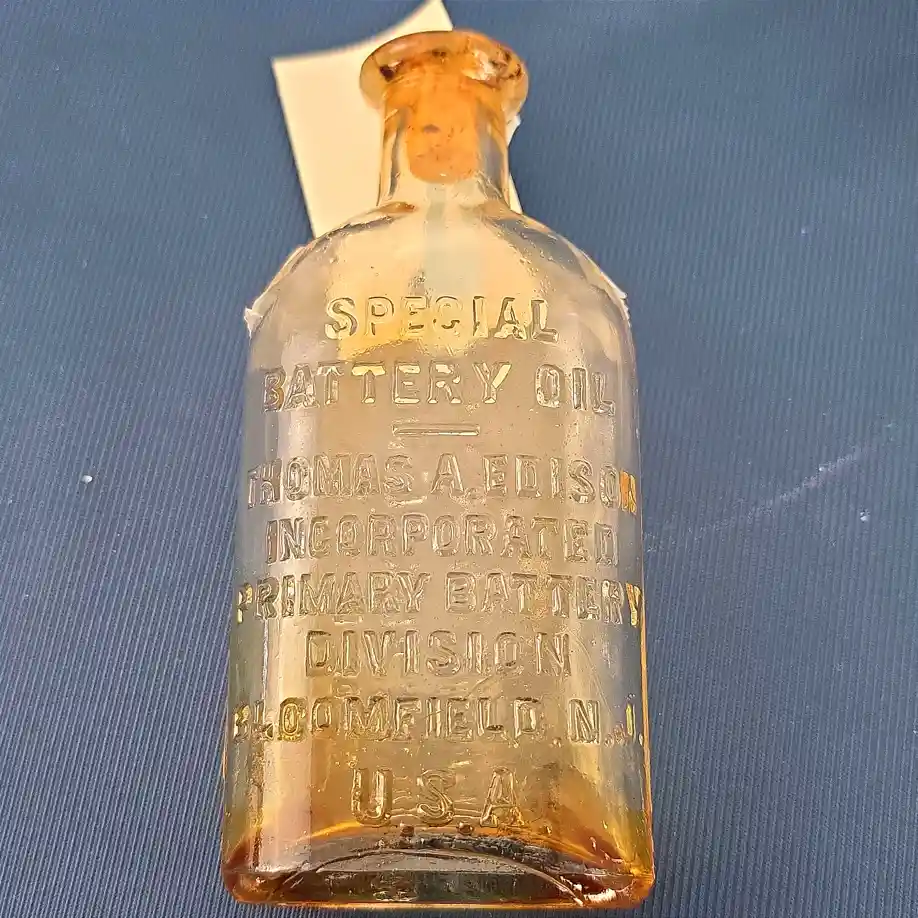 SPECIAL
BATTERY OIL
THOMAS A. EDISON
INCORPORATED
PRIMARY BATTERY
DIVISION
BLOOMFIELD, N.J.
U.S.A.